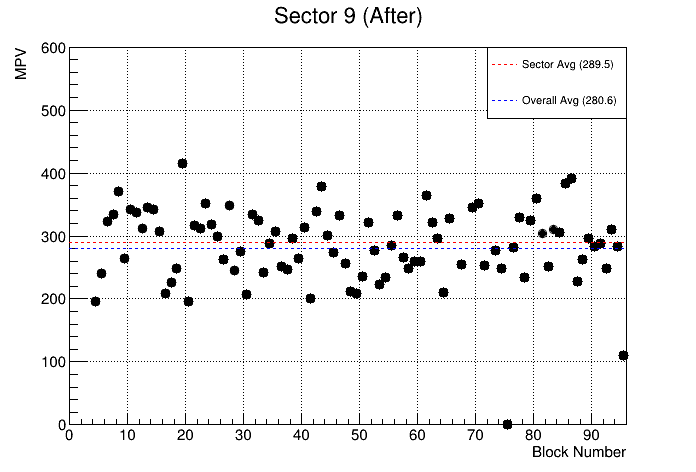 Sector 9 (After)
MPV
600
500
400
300
200
100
0
Sector Avg (289.5)
Overall Avg (280.6)
0 10 20 30 40 50 60 70 80 90
Block Number